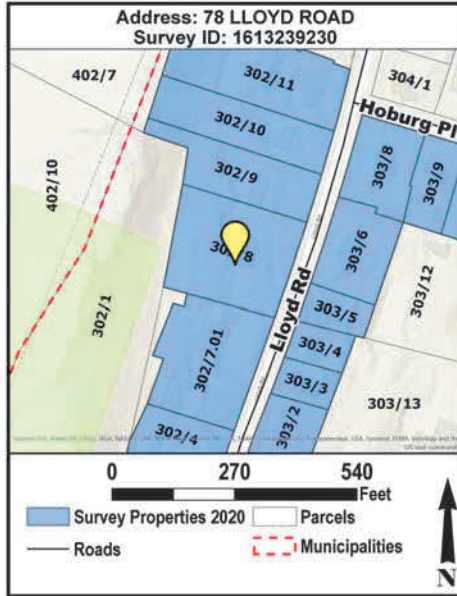 Address: 78 LLOYD ROAD
Survey ID: 1613239230
402/7
302/11
304/1
Hoburg Pl
302/10
303/8
303/9
402/10
302/9
303/6
303/12
302/1
303/5
Lloyd Rd
302/7.01
303/4
303/3
303/13
302/4
303/2
0 270 540
Feet
Survey Properties 2020
Parcels
Roads
Municipalities
N